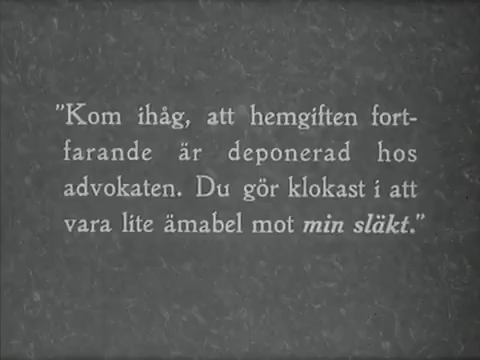 "Kom ihåg, att hemgiften fort-
farande är deponerad hos
advokaten. Du gör klokast i att
vara lite ämabel mot min släkt."